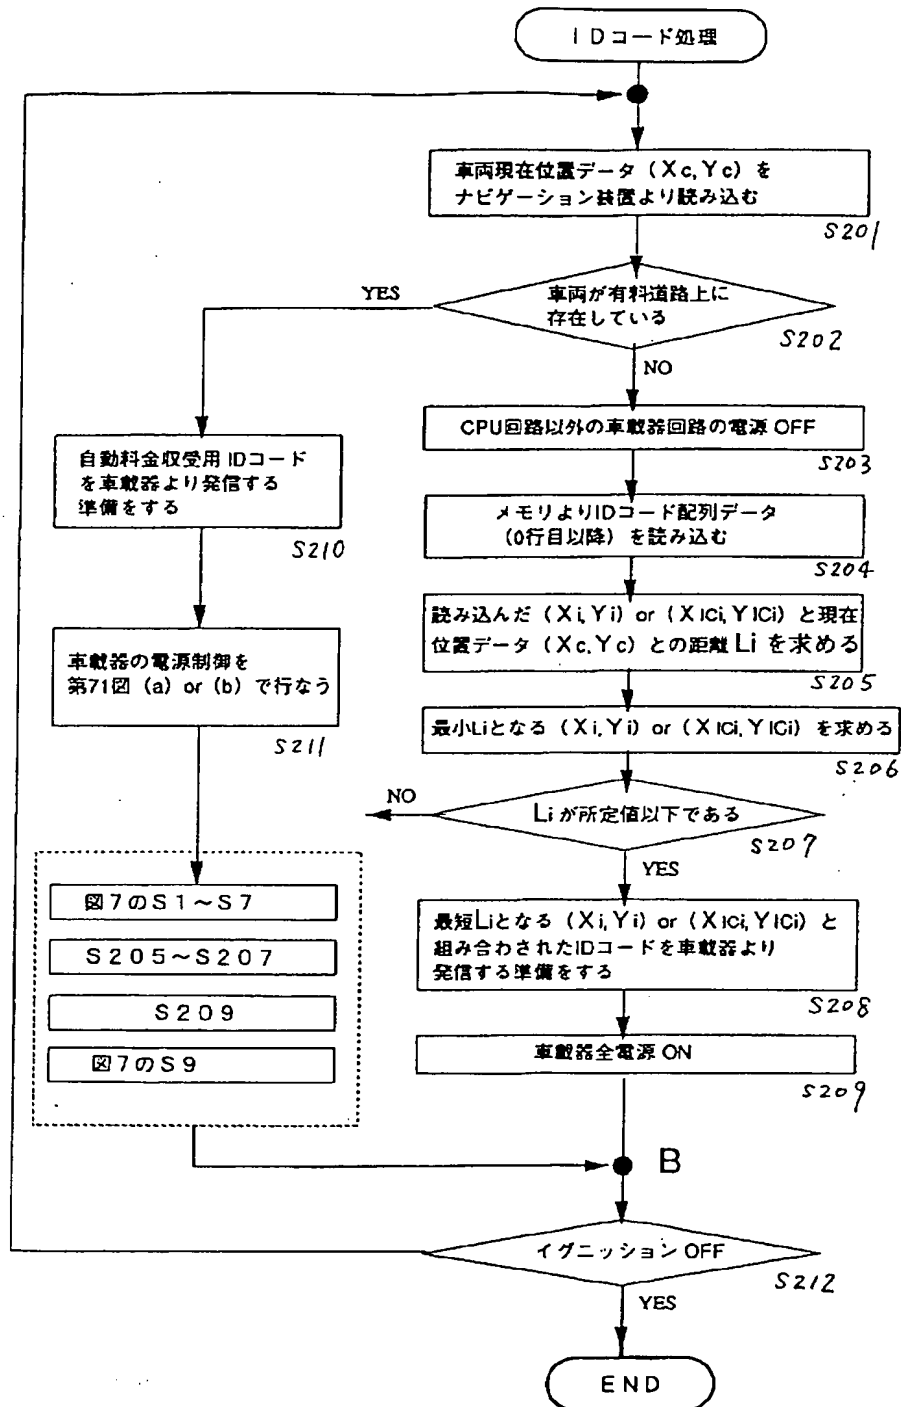 IDコード処理
車両現在位置データ (Xc,Yc) を
ナビゲーション装置より読み込む
S201
車両が有料道路上に
存在している
S202
YES
NO
CPU回路以外の車載器回路の電源 OFF
S203
メモリよりIDコード配列データ
(0行目以降) を読み込む
S204
読み込んだ (Xi,Yi) or (XICi,YICi) と現在
位置データ (Xc,Yc) との距離 Li を求める
S205
最小Liとなる (Xi,Yi) or (XICi,YICi) を求める
S206
Liが所定値以下である
S207
NO
YES
最短Liとなる (Xi,Yi) or (XICi,YICi) と
組み合わされたIDコードを車載器より
発信する準備をする
S208
車載器全電源 ON
S209
自動料金収受用 IDコード
を車載器より発信する
準備をする
S210
車載器の電源制御を
第71図 (a) or (b) で行なう
S211
図7のS1～S7
S205～S207
S209
図7のS9
B
イグニッション OFF
S212
YES
END